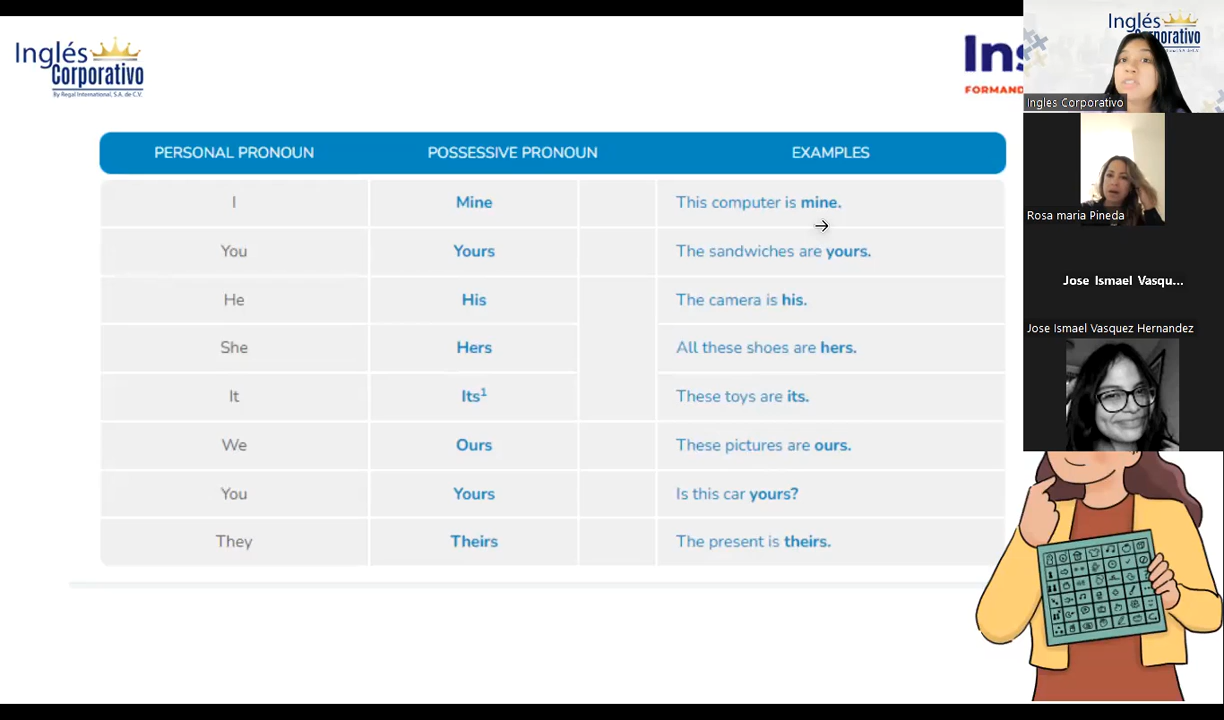 Inglés
Corporativo
By Regal International, S.A. de C.V.
Ins
FORMAND
PERSONAL PRONOUN POSSESSIVE PRONOUN EXAMPLES
I Mine This computer is mine.
You Yours The sandwiches are yours.
He His The camera is his.
She Hers All these shoes are hers.
It Its¹ These toys are its.
We Ours These pictures are ours.
You Yours Is this car yours?
They Theirs The present is theirs.
Inglés
Corporativo
Ingles Corporativo
Rosa maria Pineda
Jose Ismael Vasqu...
Jose Ismael Vasquez Hernandez